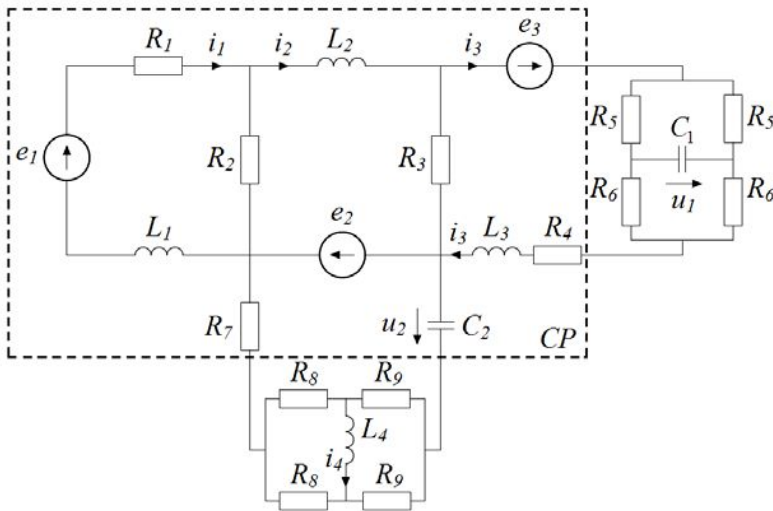 R1 i1 i2 L2 i3 e3
e1 R2 R3 R5 C1 R5
R6 u1 R6
L1 e2 i3 L3 R4
R7 u2 C2 CP
R8 R9
L4
i4
R8 R9